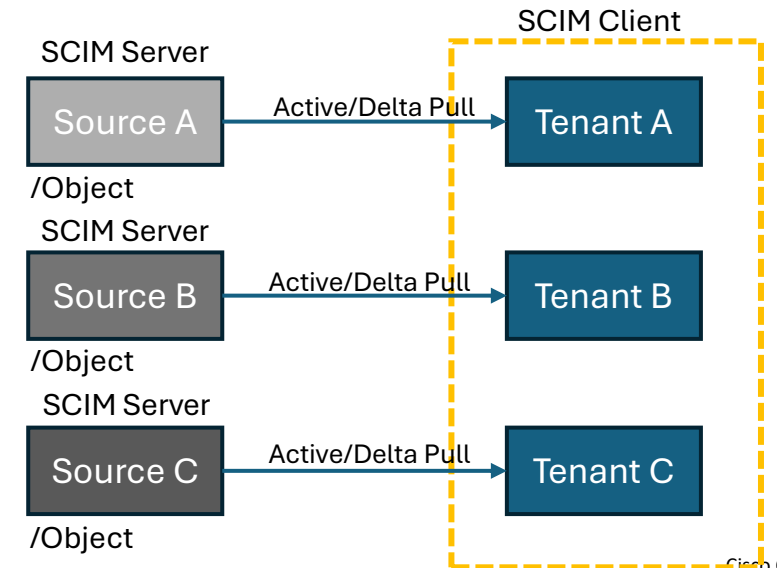 SCIM Client
SCIM Server
Source A
Active/Delta Pull
Tenant A
/Object
SCIM Server
Source B
Active/Delta Pull
Tenant B
/Object
SCIM Server
Source C
Active/Delta Pull
Tenant C
/Object